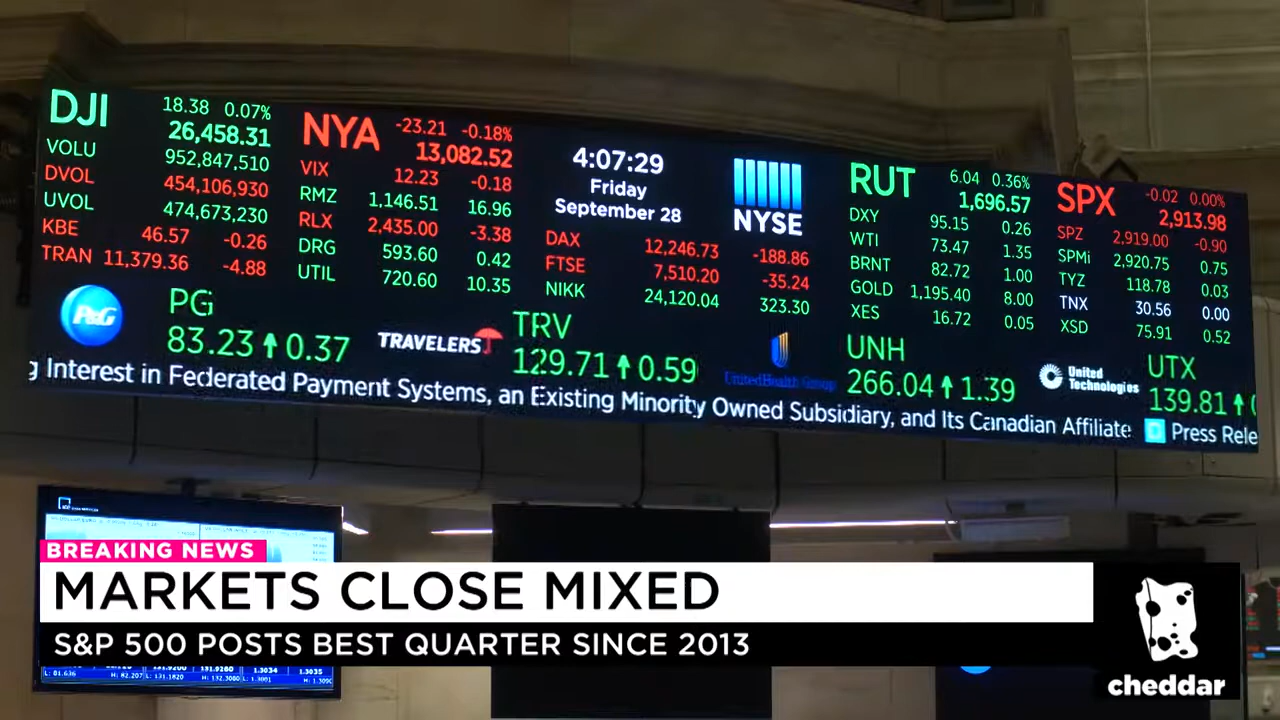 DJI 18.38 0.07%
26,458.31
VOLU 952,847,510
DVOL 454,106,930
UVOL 474,673,230
KBE 46.57 -0.26
TRAN 11,379.36 -4.88
NYA -23.21 -0.18%
13,082.52
VIX 12.23 -0.18
RMZ 1,146.51 16.96
RLX 2,435.00 -3.38
DRG 593.60 0.42
UTIL 720.60 10.35
4:07:29
Friday
September 28
NYSE
DAX 12,246.73 -188.86
FTSE 7,510.20 -35.24
NIKK 24,120.04 323.30
RUT 6.04 0.36%
1,696.57
DXY 95.15 0.26
WTI 73.47 1.35
BRNT 82.72 1.00
GOLD 1,195.40 8.00
XES 16.72 0.05
SPX -0.02 0.00%
2,913.98
SPZ 2,919.00 -0.90
SPMi 2,920.75 0.75
TYZ 118.78 0.03
TNX 30.56 0.00
XSD 75.91 0.52
P&G
PG
83.23 ↑ 0.37
TRAVELERS
TRV
129.71 ↑ 0.59
UnitedHealth Group
UNH
266.04 ↑ 1.39
United
Technologies
UTX
139.81 ↑
g Interest in Federated Payment Systems, an Existing Minority Owned Subsidiary, and Its Canadian Affiliate Press Rele
BREAKING NEWS
MARKETS CLOSE MIXED
S&P 500 POSTS BEST QUARTER SINCE 2013
cheddar
L: 81.636 H: 82.207 L: 131.1820 H: 132.3080 L: 1.3001